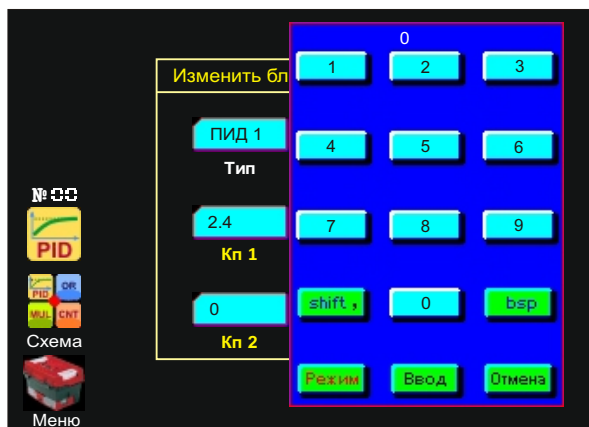 0
Изменить бл
1 2 3
ПИД 1
Тип
4 5 6
№00
PID
2.4
Кп 1
7 8 9
PID OR
MUL CNT
Схема
0
Кп 2
shift , 0 bsp
Режим Ввод Отмена
Меню